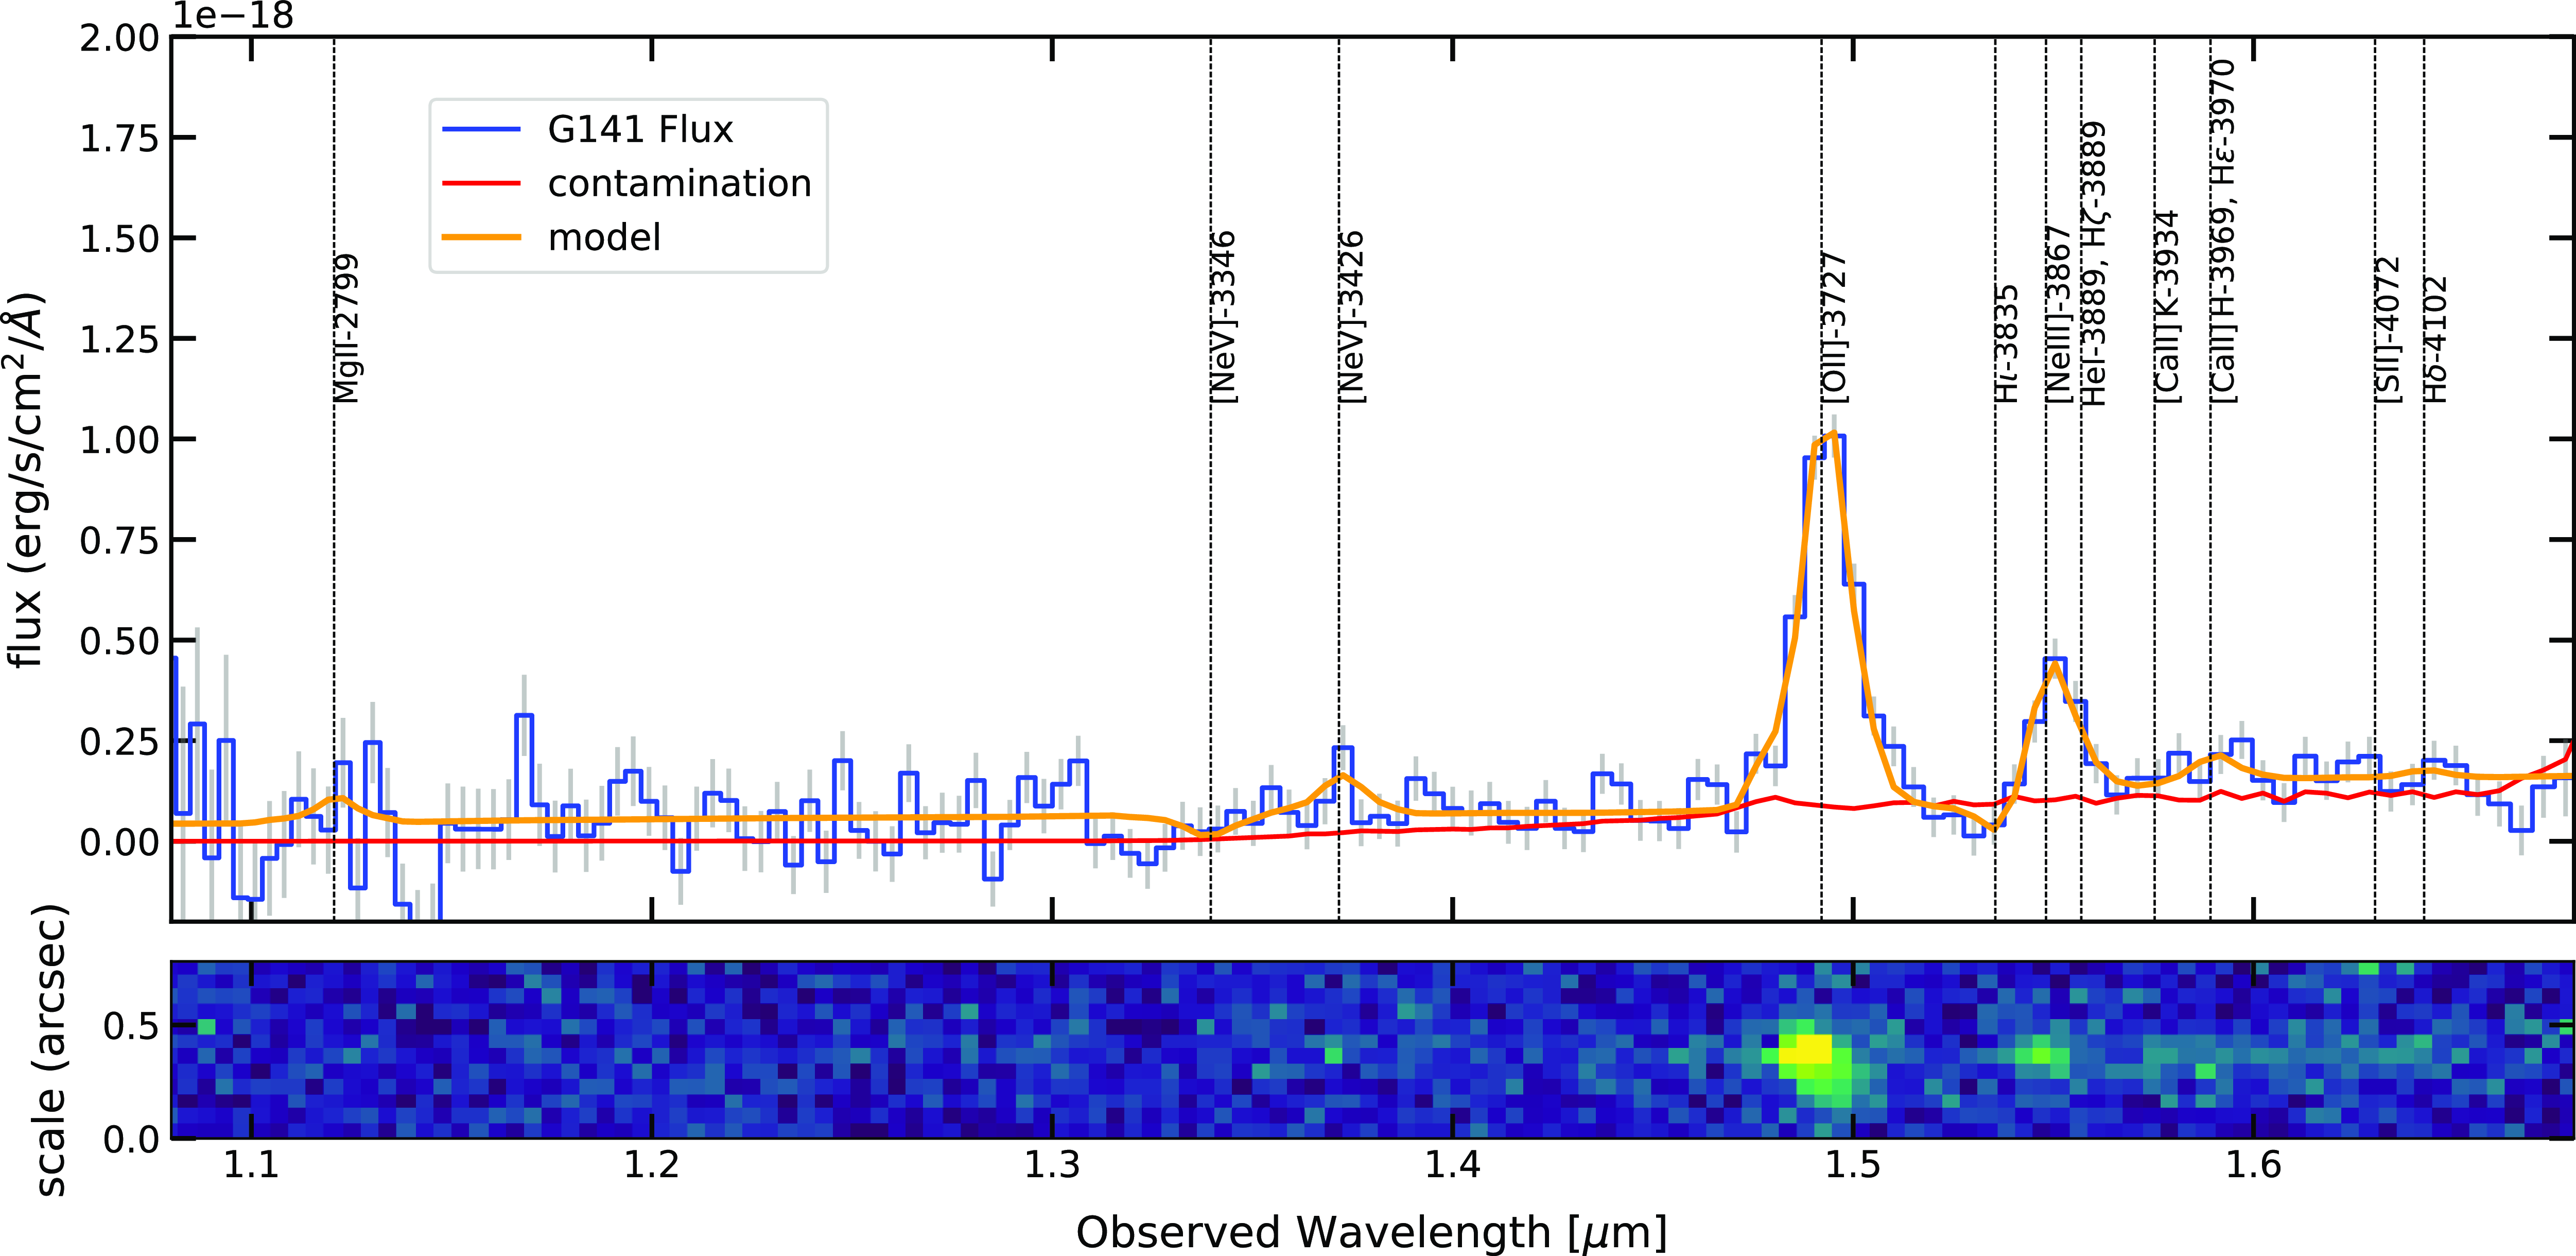 1e−18
2.00
1.75
1.50
1.25
1.00
0.75
0.50
0.25
0.00
flux (erg/s/cm²/Å)
G141 Flux
contamination
model
MgII-2799
[NeV]-3346
[NeV]-3426
[OII]-3727
Hι-3835
[NeIII]-3867
HeI-3889, Hζ-3889
[CaII]K-3934
[CaII]H-3969, Hε-3970
[SII]-4072
Hδ-4102
0.5
0.0
scale (arcsec)
1.1 1.2 1.3 1.4 1.5 1.6
Observed Wavelength [μm]